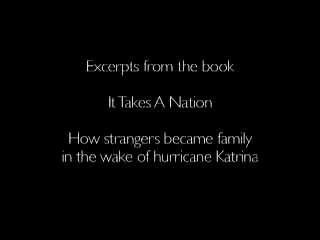 Excerpts from the book
It Takes A Nation
How strangers became family
in the wake of hurricane Katrina